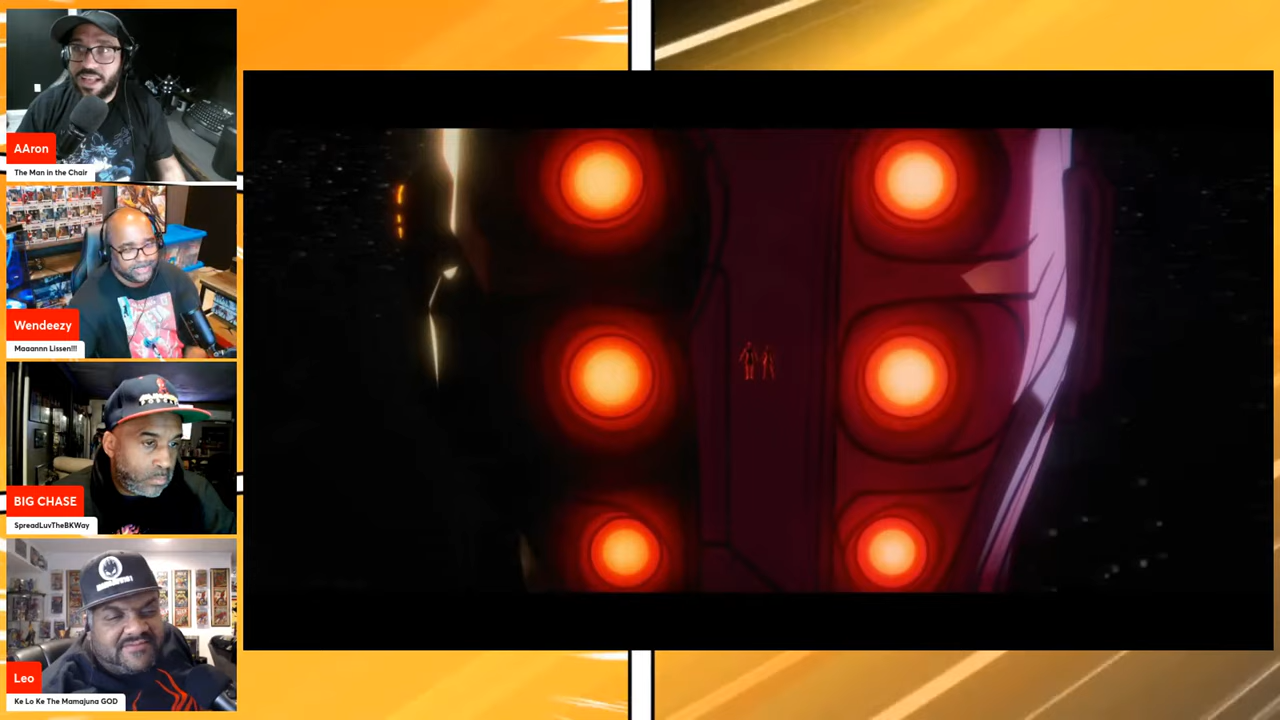 AAron
The Man in the Chair
Wendeezy
Maaannn Lissen!!!
BIG CHASE
SpreadLuvTheBKWay
Leo
Ke Lo Ke The Mamajuna GOD